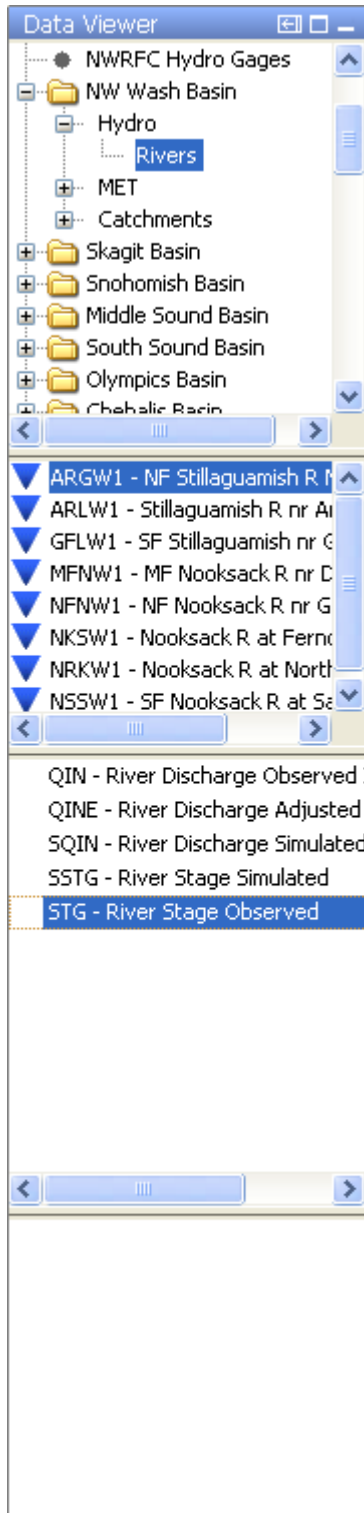 Data Viewer
NWRFC Hydro Gages
NW Wash Basin
Hydro
Rivers
MET
Catchments
Skagit Basin
Snohomish Basin
Middle Sound Basin
South Sound Basin
Olympics Basin
Chehalis Basin
ARGW1 - NF Stillaguamish R
ARLW1 - Stillaguamish R nr
GFLW1 - SF Stillaguamish nr
MFNW1 - MF Nooksack R nr
NFNW1 - NF Nooksack R nr
NKSW1 - Nooksack R at
NRKW1 - Nooksack R at North
NSSW1 - SF Nooksack R at
QIN - River Discharge Observed
QINE - River Discharge Adjusted
SQIN - River Discharge Simulated
SSTG - River Stage Simulated
STG - River Stage Observed